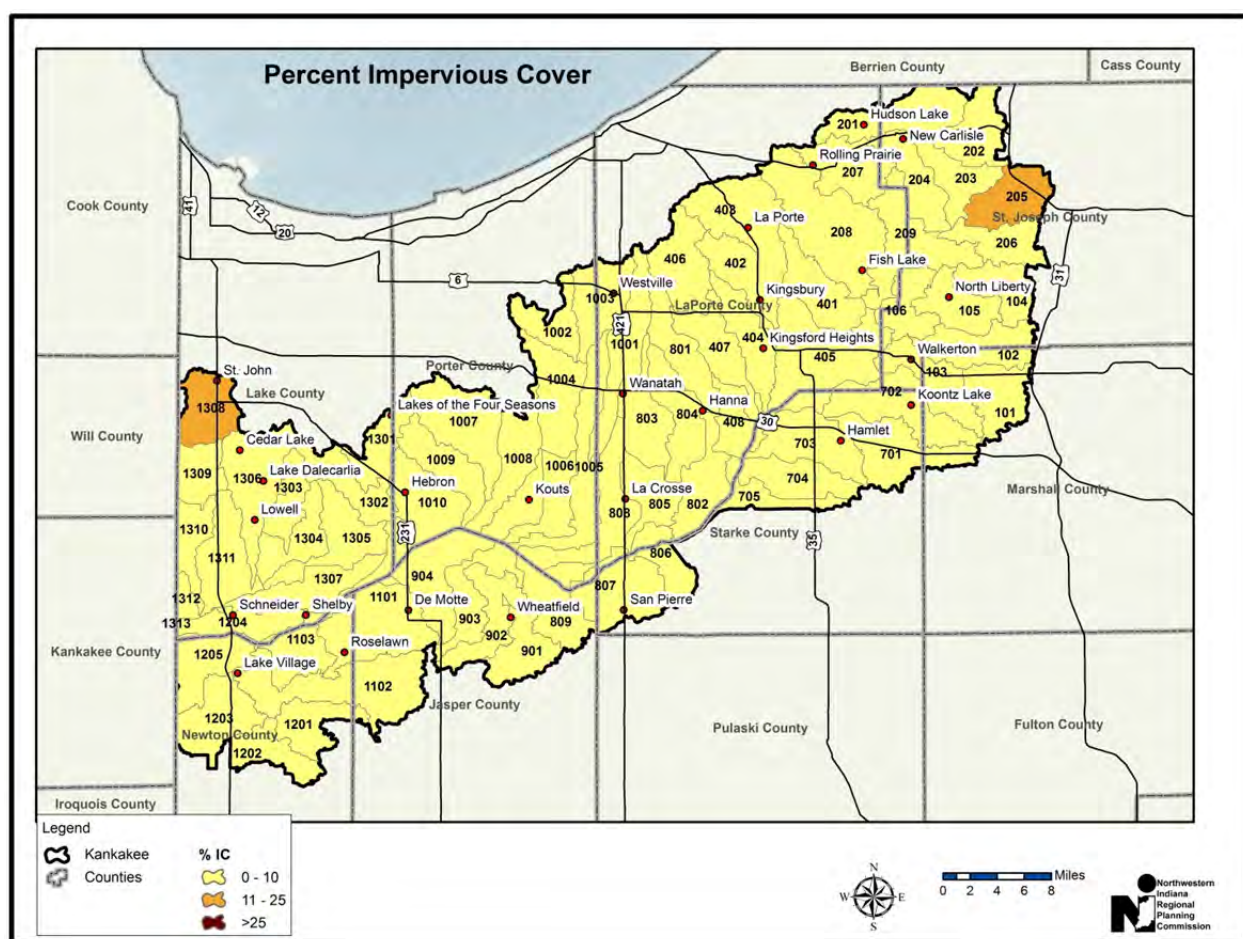 Percent Impervious Cover
Berrien County
Cass County
Hudson Lake
201
New Carlisle
202
Rolling Prairie
207
204
203
205
Cook County
41
12
20
403
La Porte
208
209
St. Joseph County
206
406
402
Fish Lake
31
6
Westville
1003
Kingsbury
LaPorte County
401
North Liberty
104
106
105
1002
421
1001
801
407
404
Kingsford Heights
405
Walkerton
103
102
Porter County
1004
St. John
Lake County
Wanatah
Hanna
702
Koontz Lake
101
1308
Lakes of the Four Seasons
1007
803
804
408
30
Will County
Cedar Lake
1301
Hamlet
703
701
1309
1306
Lake Dalecarlia
1303
1009
1008
1006
1005
704
Marshall County
Hebron
1302
1010
Kouts
La Crosse
808
805
802
705
Lowell
1310
1304
1305
231
Starke County
35
1311
806
1307
904
807
1312
1101
De Motte
Wheatfield
San Pierre
1313
Schneider
1204
Shelby
903
902
809
1103
Kankakee County
1205
Roselawn
901
Lake Village
1102
Jasper County
1203
1201
Newton County
1202
Pulaski County
Fulton County
Iroquois County
Legend
Kankakee
Counties
% IC
0 - 10
11 - 25
>25
N
W
E
S
0 2 4 6 8
Miles
Northwestern
Indiana
Regional
Planning
Commission